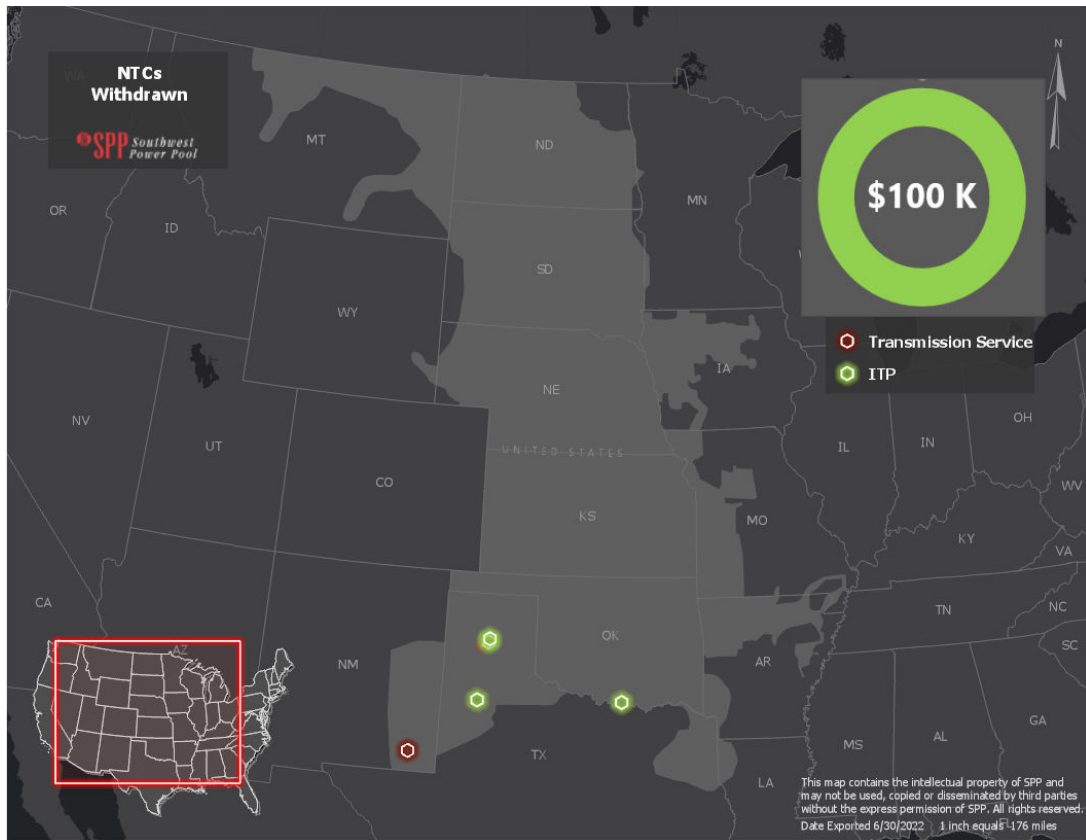 NTCs
Withdrawn
SPP Southwest
Power Pool
N
$100 K
Transmission Service
ITP
WA
MT
ND
MN
OR
ID
SD
WY
IA
NE
NV
UT
UNITED STATES
IL
IN
OH
CO
WV
KS
MO
KY
VA
CA
TN
NC
OK
AZ
NM
AR
SC
TX
MS
AL
GA
LA
This map contains the intellectual property of SPP and
may not be used, copied or disseminated by third parties
without the express permission of SPP. All rights reserved.
Date Exported 6/30/2022 1 inch equals 176 miles